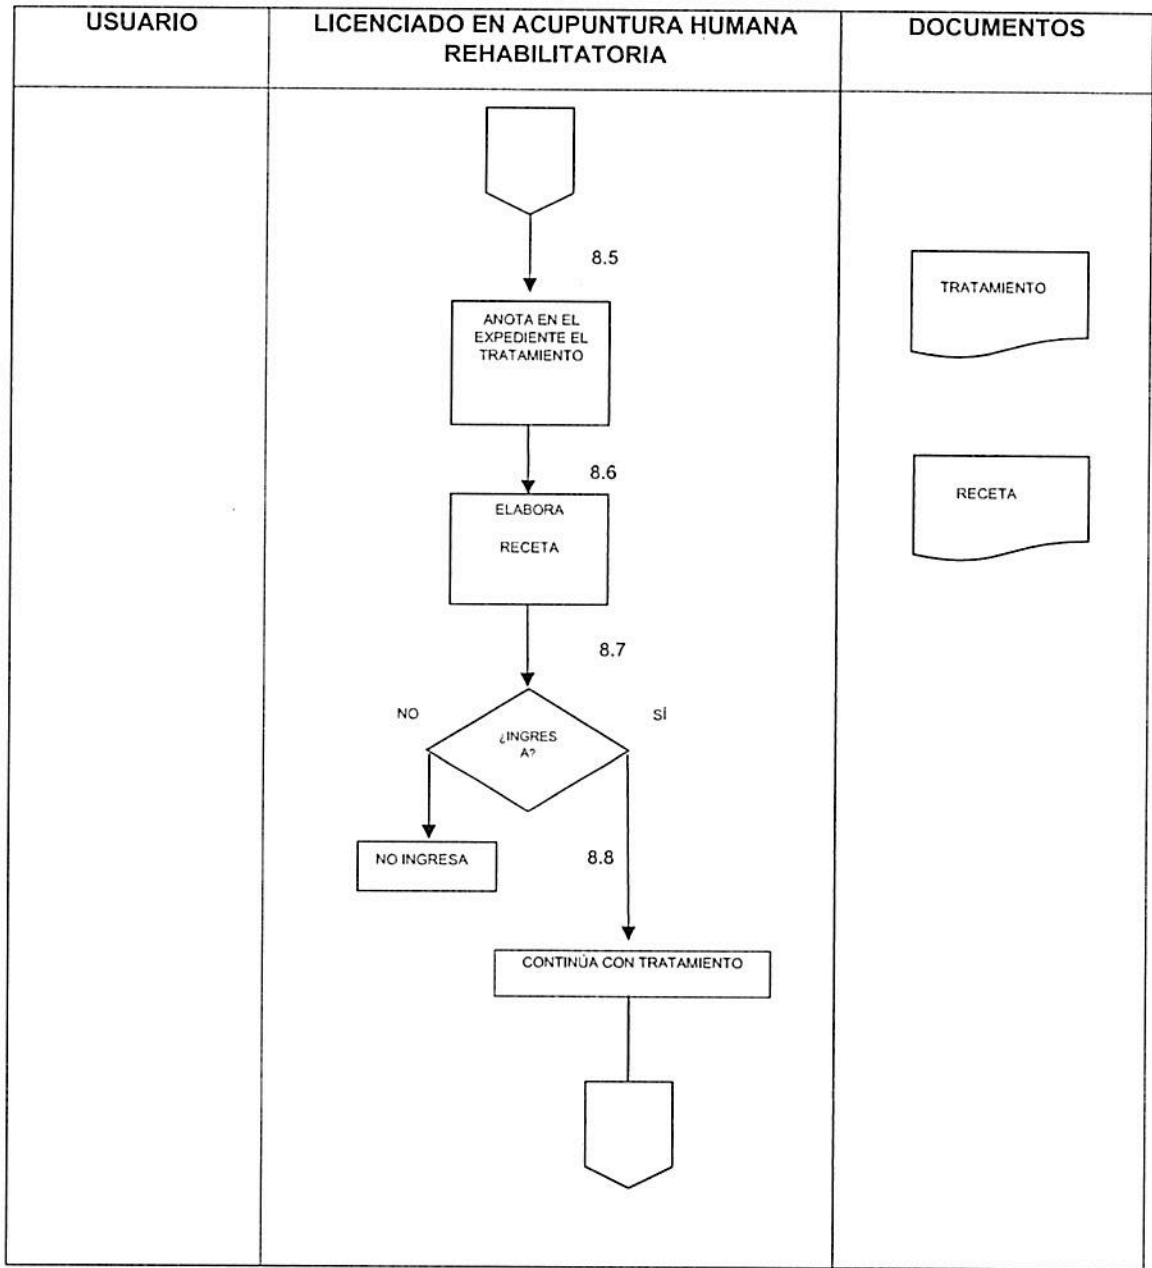 USUARIO
LICENCIADO EN ACUPUNTURA HUMANA
REHABILITATORIA
DOCUMENTOS
8.5
TRATAMIENTO
ANOTA EN EL
EXPEDIENTE EL
TRATAMIENTO
8.6
RECETA
ELABORA
RECETA
8.7
NO
SÍ
¿INGRES
A?
NO INGRESA
8.8
CONTINÚA CON TRATAMIENTO